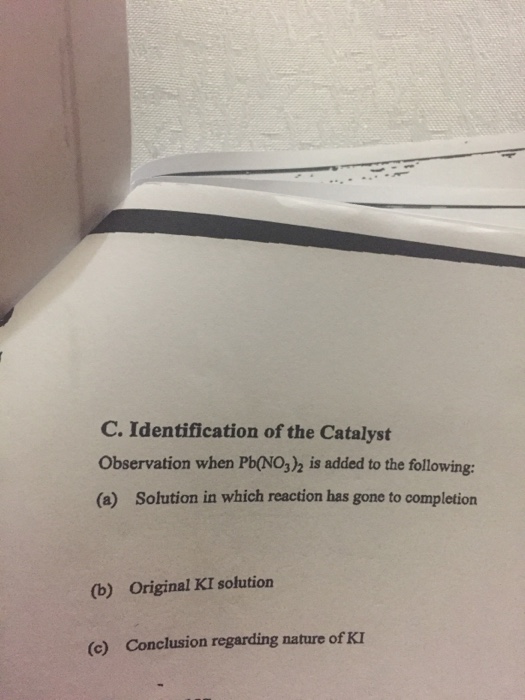 C. Identification of the Catalyst
Observation when Pb(NO₃)₂ is added to the following:
(a) Solution in which reaction has gone to completion
(b) Original KI solution
(c) Conclusion regarding nature of KI